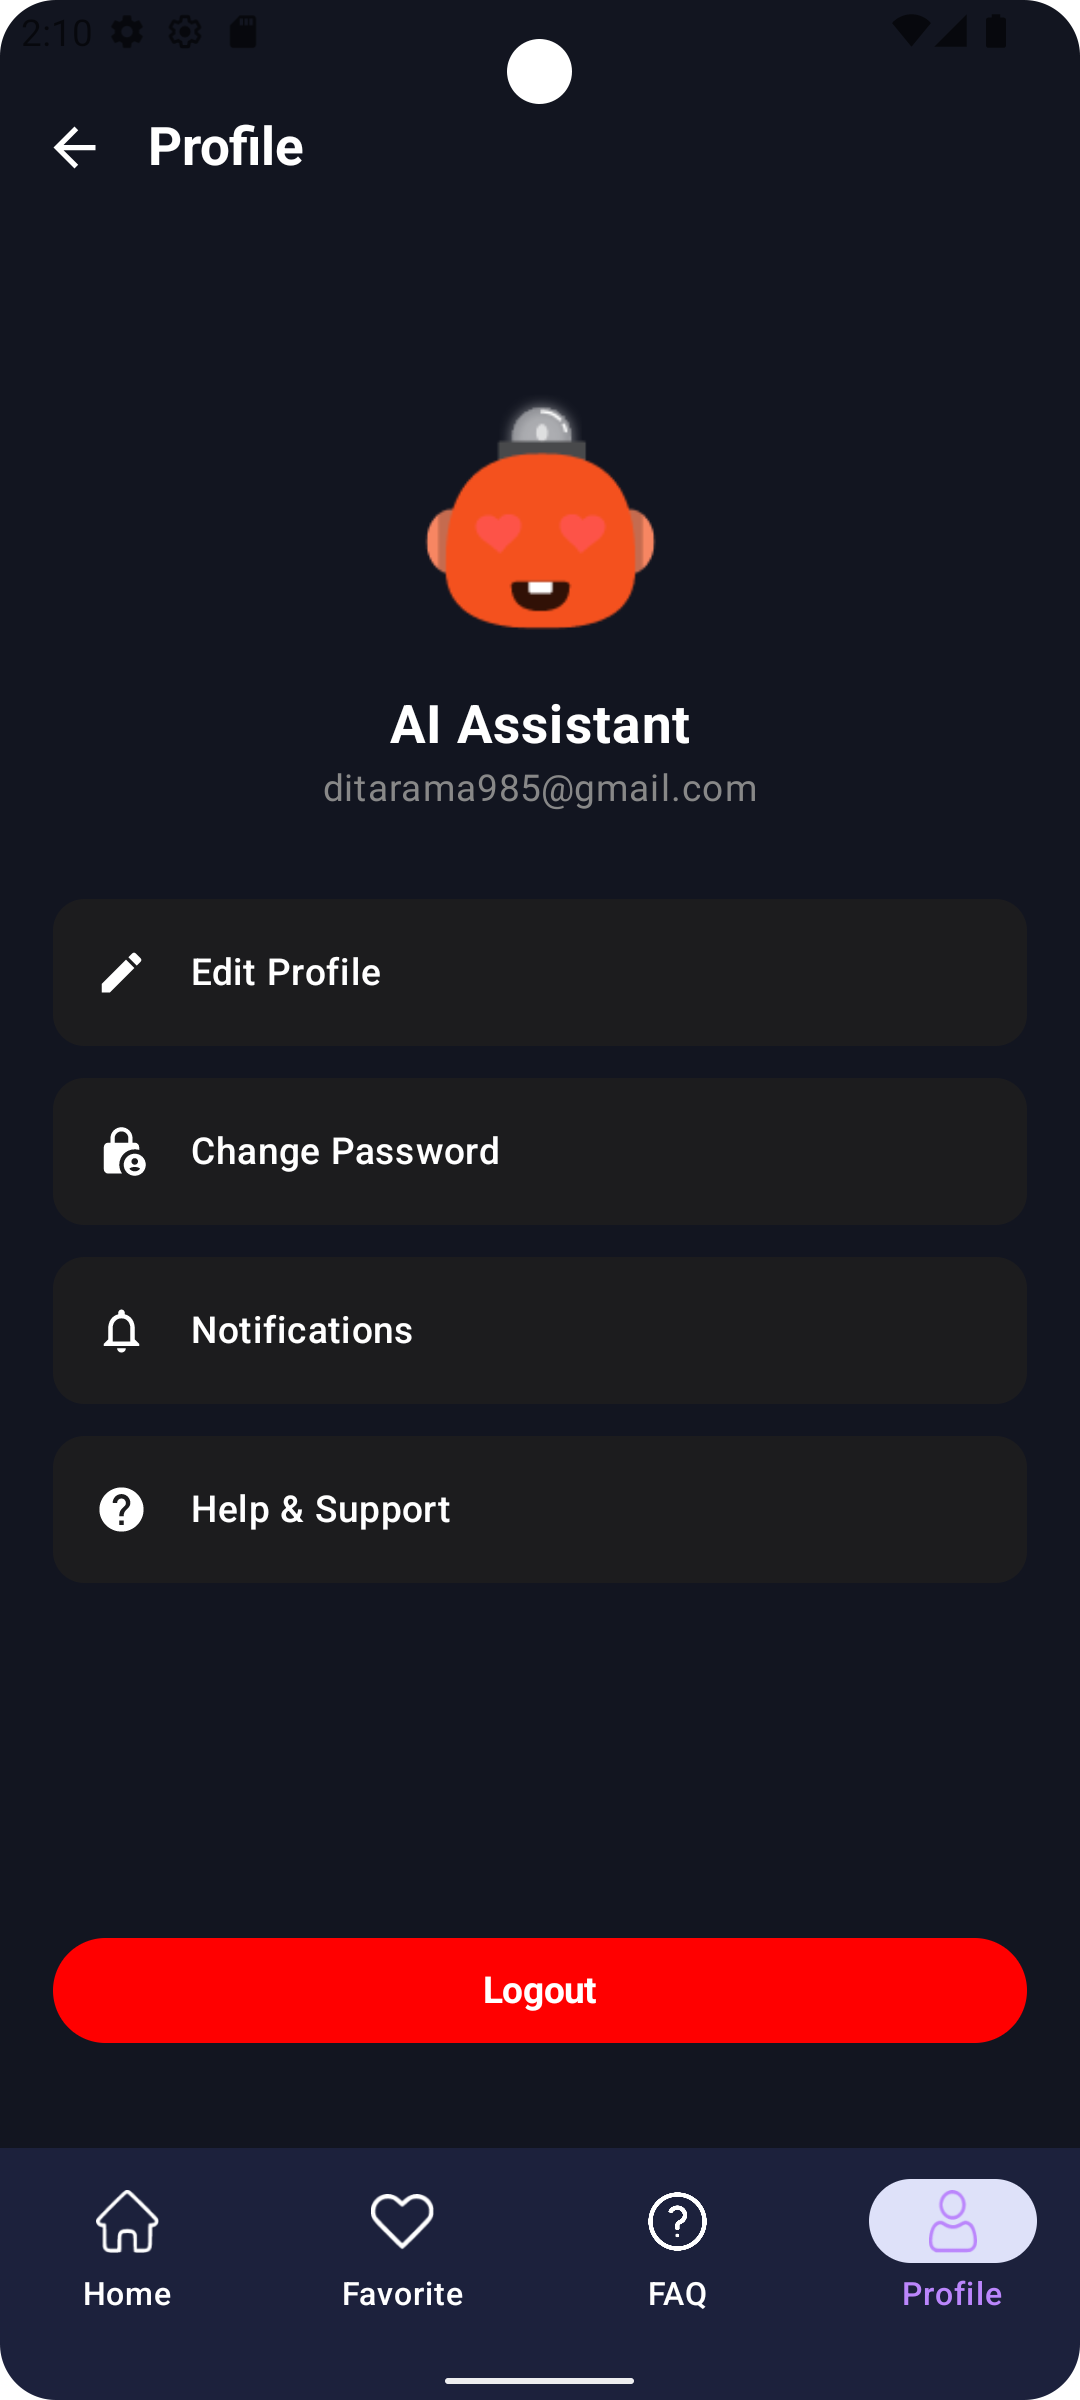 2:10
Profile
AI Assistant
ditarama985@gmail.com
Edit Profile
Change Password
Notifications
Help & Support
Logout
Home
Favorite
FAQ
Profile